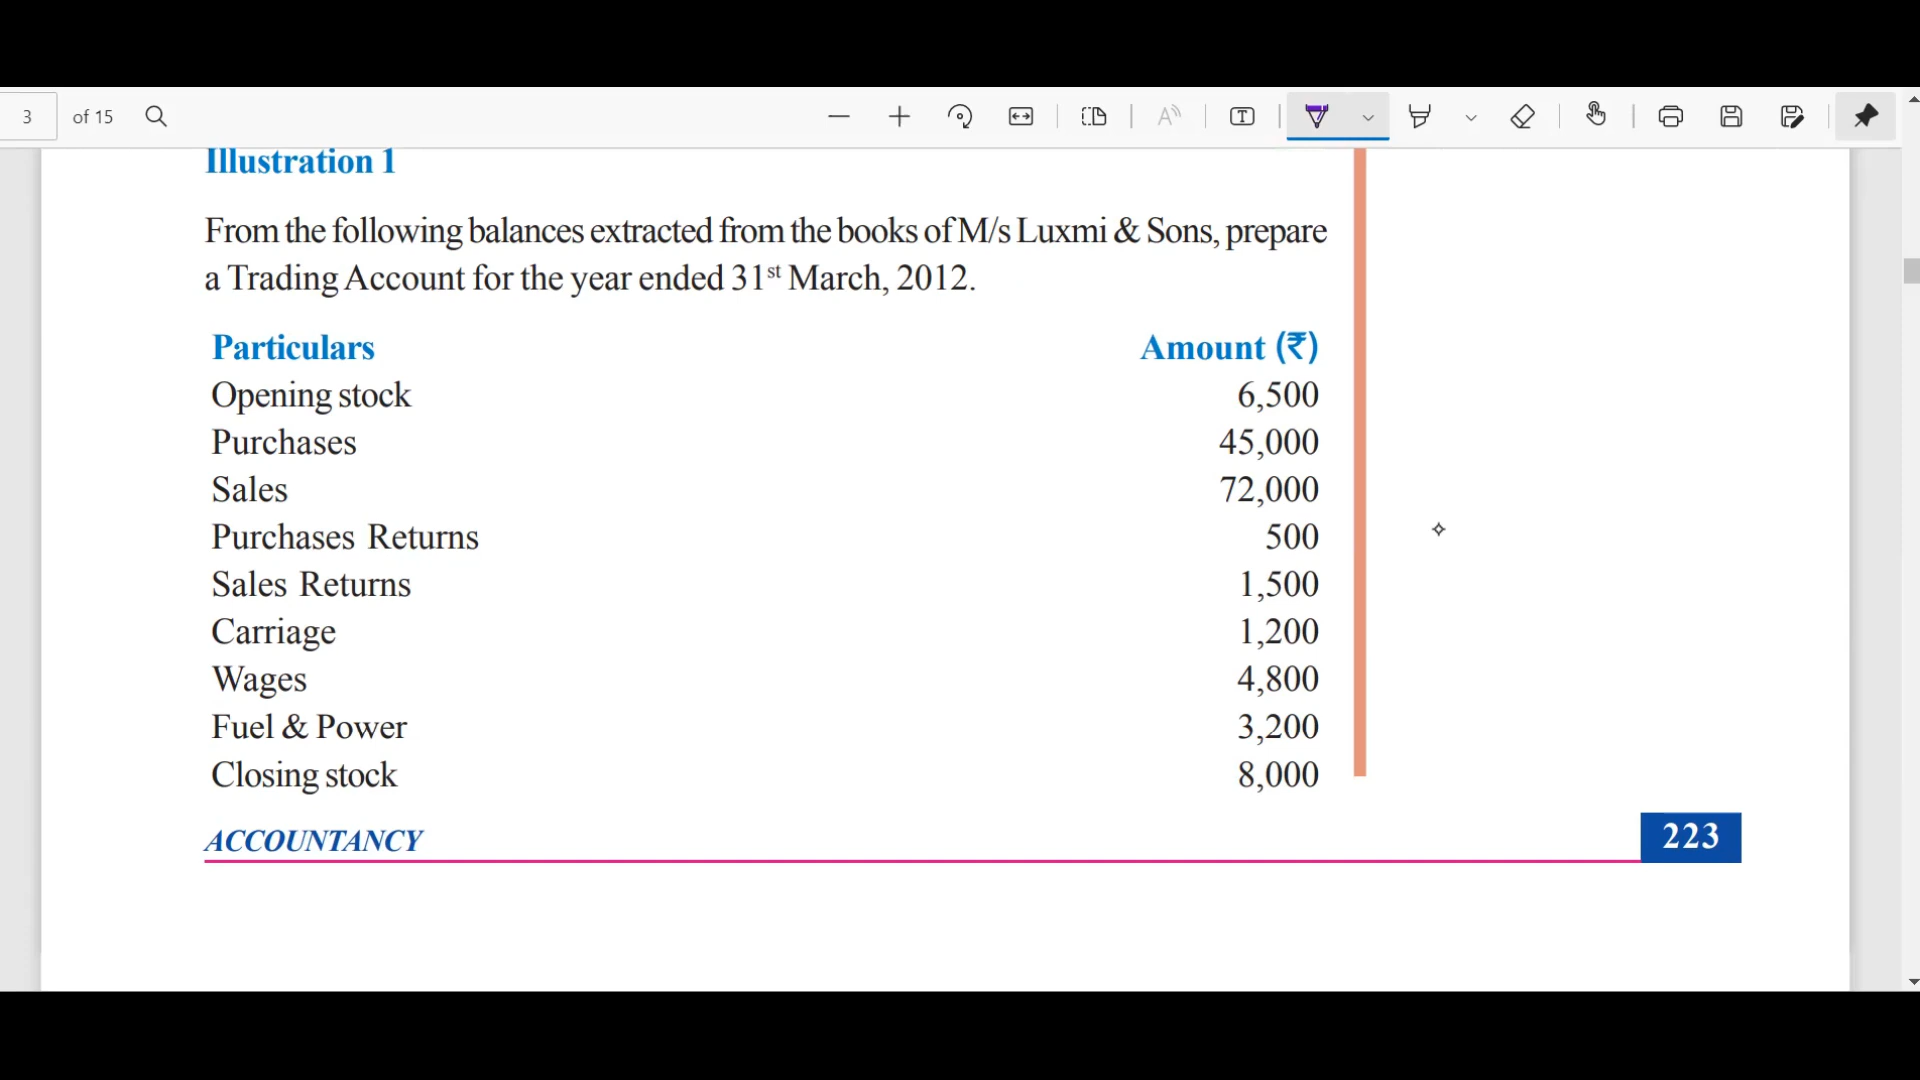 3 of 15
Illustration 1
From the following balances extracted from the books of M/s Luxmi & Sons, prepare
a Trading Account for the year ended 31st March, 2012.
Particulars Amount (₹)
Opening stock 6,500
Purchases 45,000
Sales 72,000
Purchases Returns 500
Sales Returns 1,500
Carriage 1,200
Wages 4,800
Fuel & Power 3,200
Closing stock 8,000
ACCOUNTANCY 223